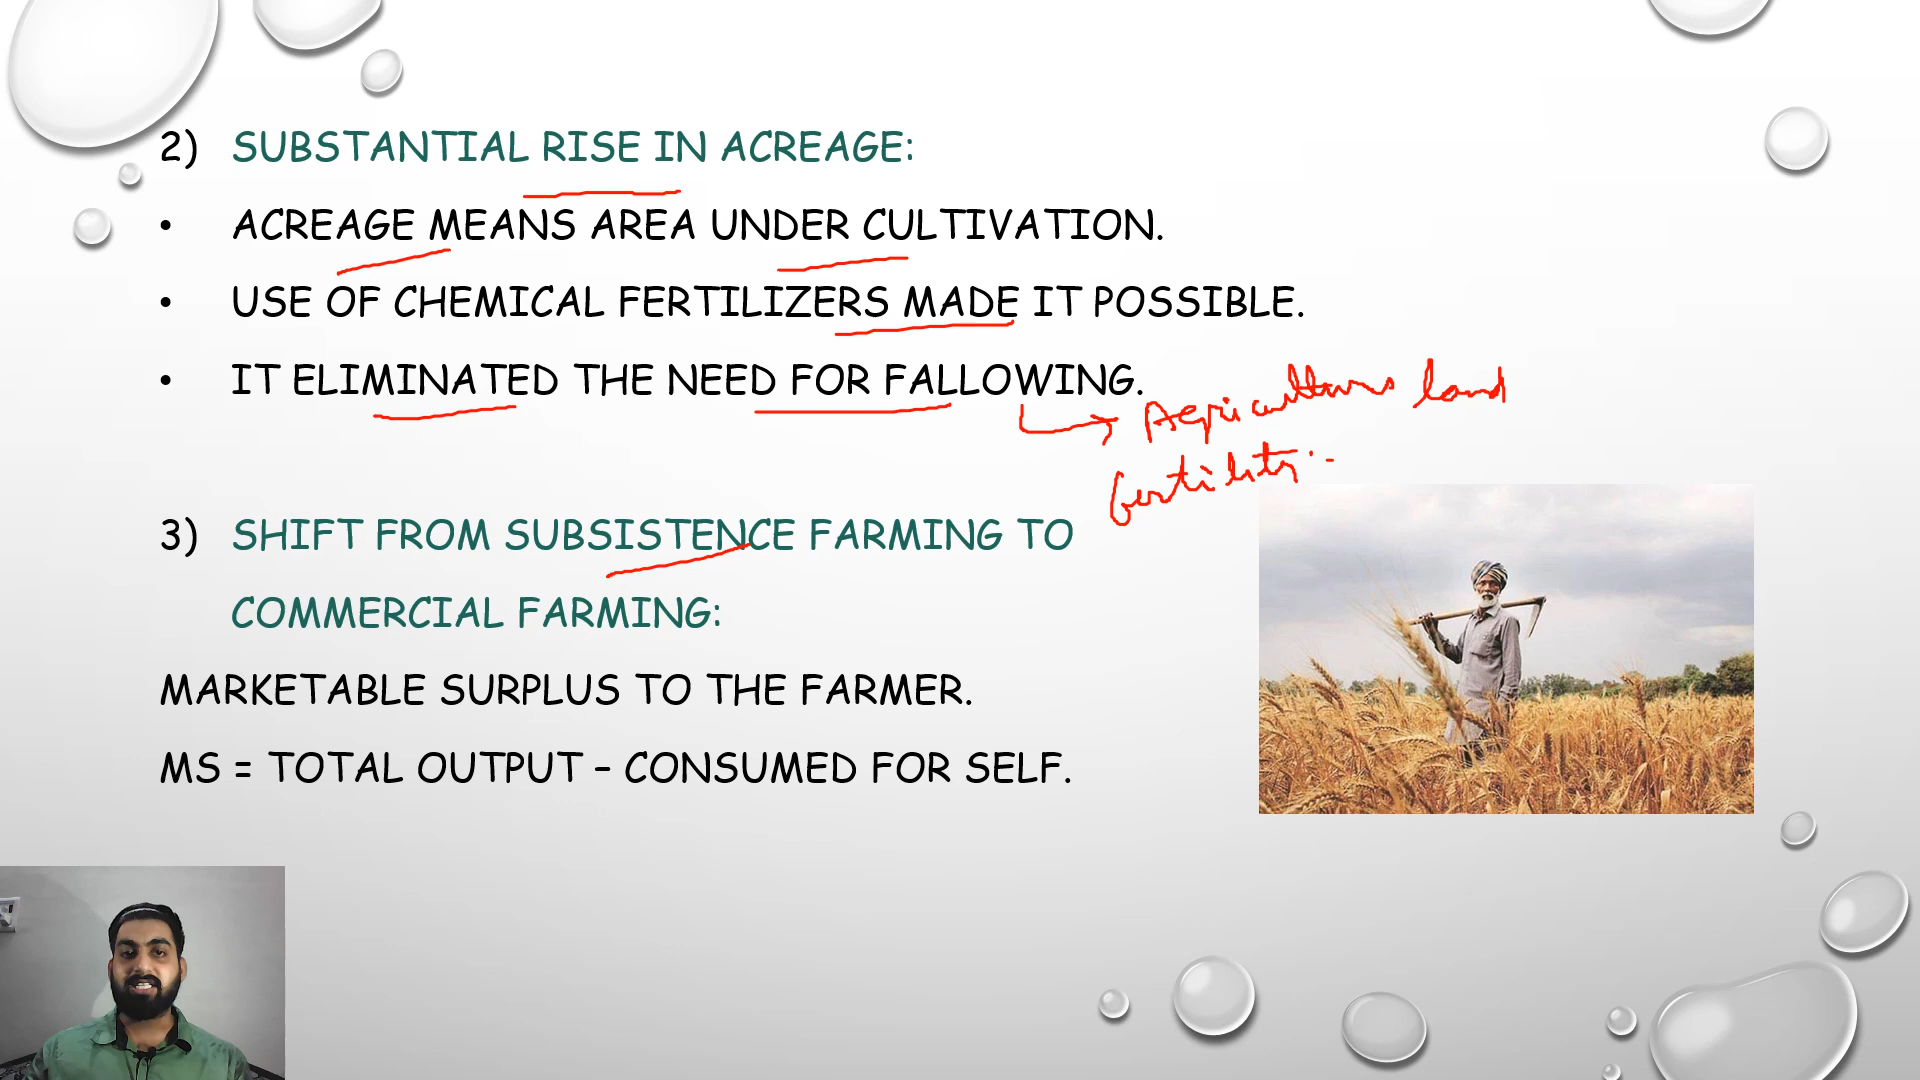 2) SUBSTANTIAL RISE IN ACREAGE:
• ACREAGE MEANS AREA UNDER CULTIVATION.
• USE OF CHEMICAL FERTILIZERS MADE IT POSSIBLE.
• IT ELIMINATED THE NEED FOR FALLOWING.
land
fertility
3) SHIFT FROM SUBSISTENCE FARMING TO
COMMERCIAL FARMING:
MARKETABLE SURPLUS TO THE FARMER.
MS = TOTAL OUTPUT – CONSUMED FOR SELF.